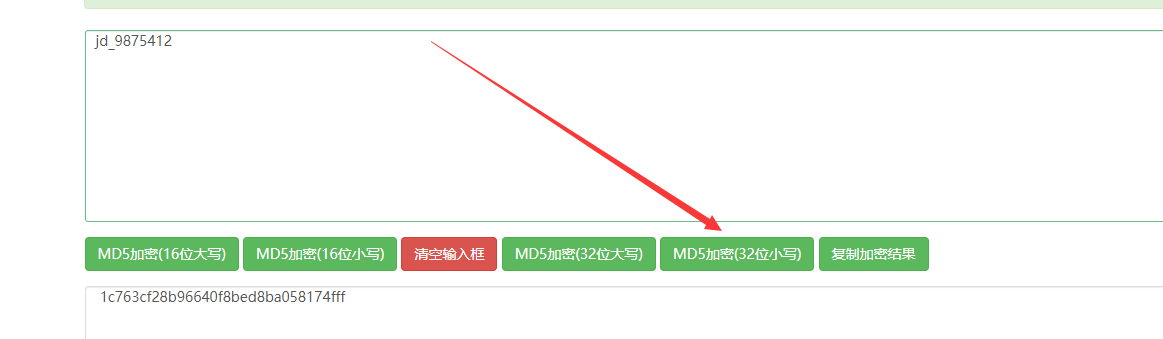 jd_9875412
MD5加密(16位大写) MD5加密(16位小写) 清空输入框 MD5加密(32位大写) MD5加密(32位小写) 复制加密结果
1c763cf28b96640f8bed8ba058174fff